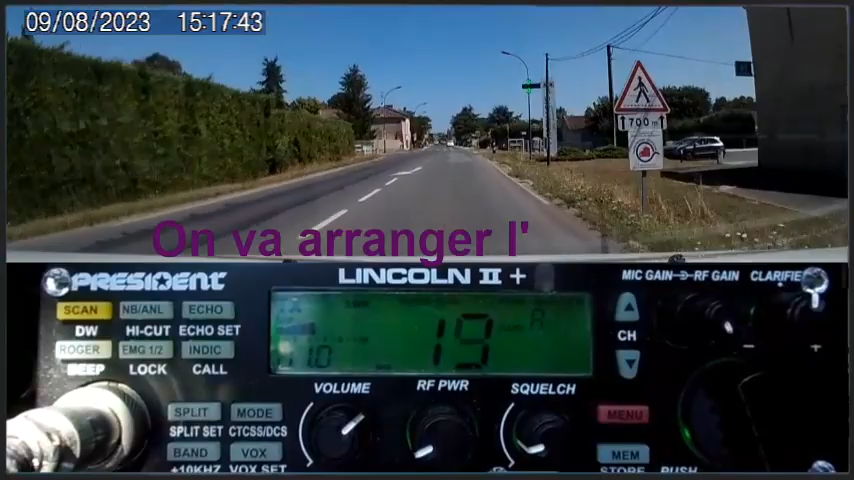 09/08/2023 15:17:43
700 m
On va arranger l'
PRESIDENT
LINCOLN II +
MIC GAIN RF GAIN CLARIFIE
SCAN NB/ANL ECHO
DW HI-CUT ECHO SET
ROGER EMG 1/2 INDIC
BEEP LOCK CALL
19
A
CH
VOLUME RF PWR SQUELCH
SPLIT MODE
SPLIT SET CTCSS/DCS
BAND VOX
+10KHZ VOX SET
MENU
MEM
STORE PUSH